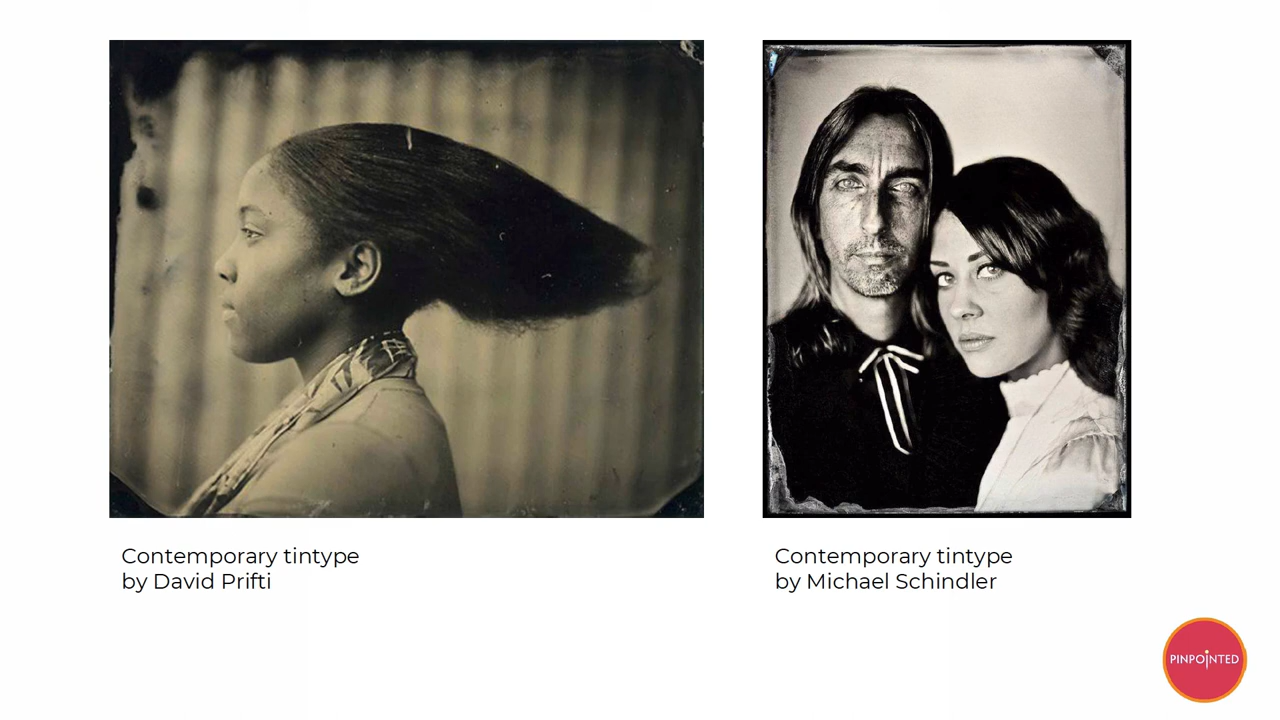 Contemporary tintype
by David Prifti
Contemporary tintype
by Michael Schindler
PINPOINTED